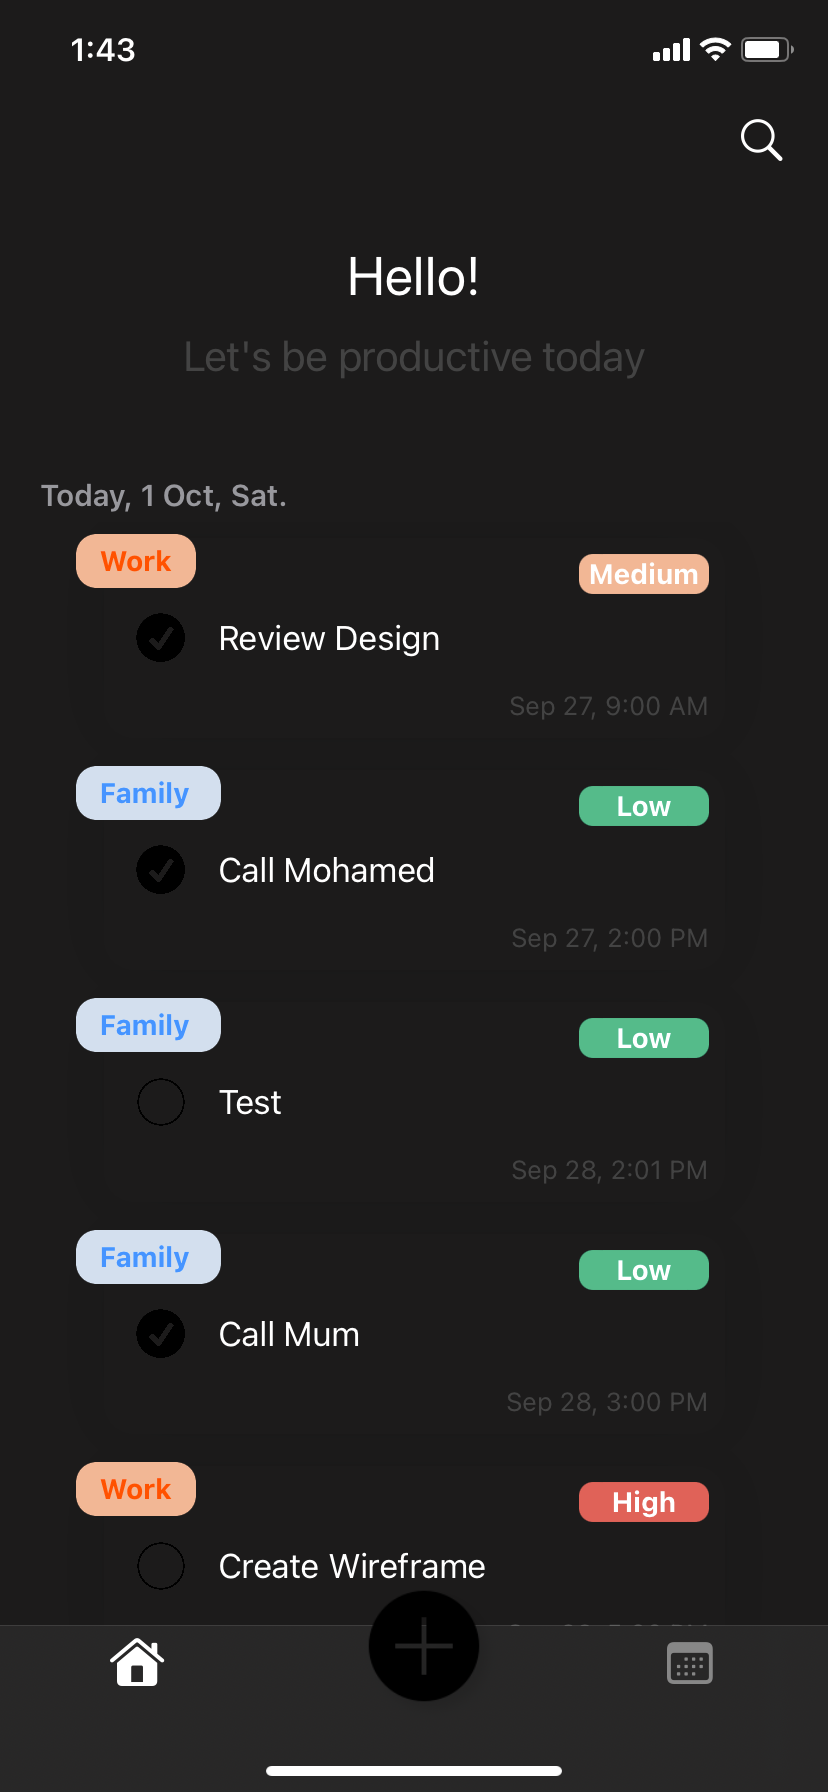 1:43
Hello!
Let's be productive today
Today, 1 Oct, Sat.
Work
Medium
Review Design
Sep 27, 9:00 AM
Family
Low
Call Mohamed
Sep 27, 2:00 PM
Family
Low
Test
Sep 28, 2:01 PM
Family
Low
Call Mum
Sep 28, 3:00 PM
Work
High
Create Wireframe